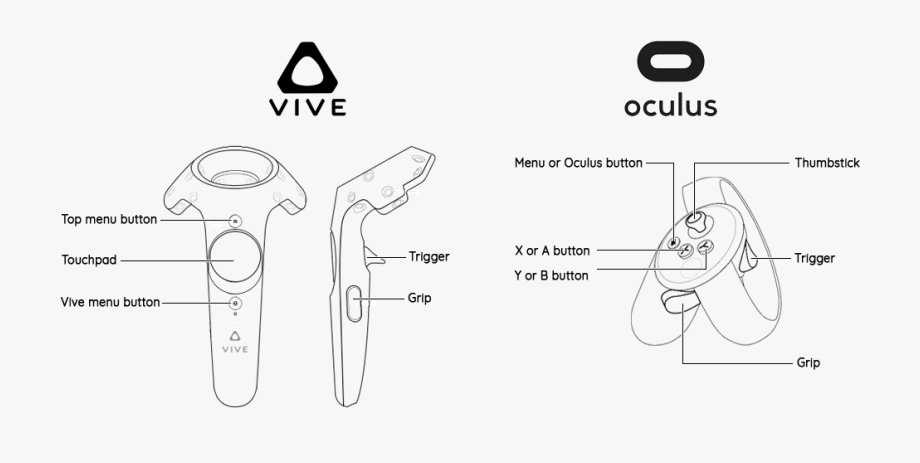 VIVE
oculus
Menu or Oculus button
Thumbstick
Top menu button
X or A button
Touchpad
Trigger
Trigger
Y or B button
Vive menu button
Grip
VIVE
Grip